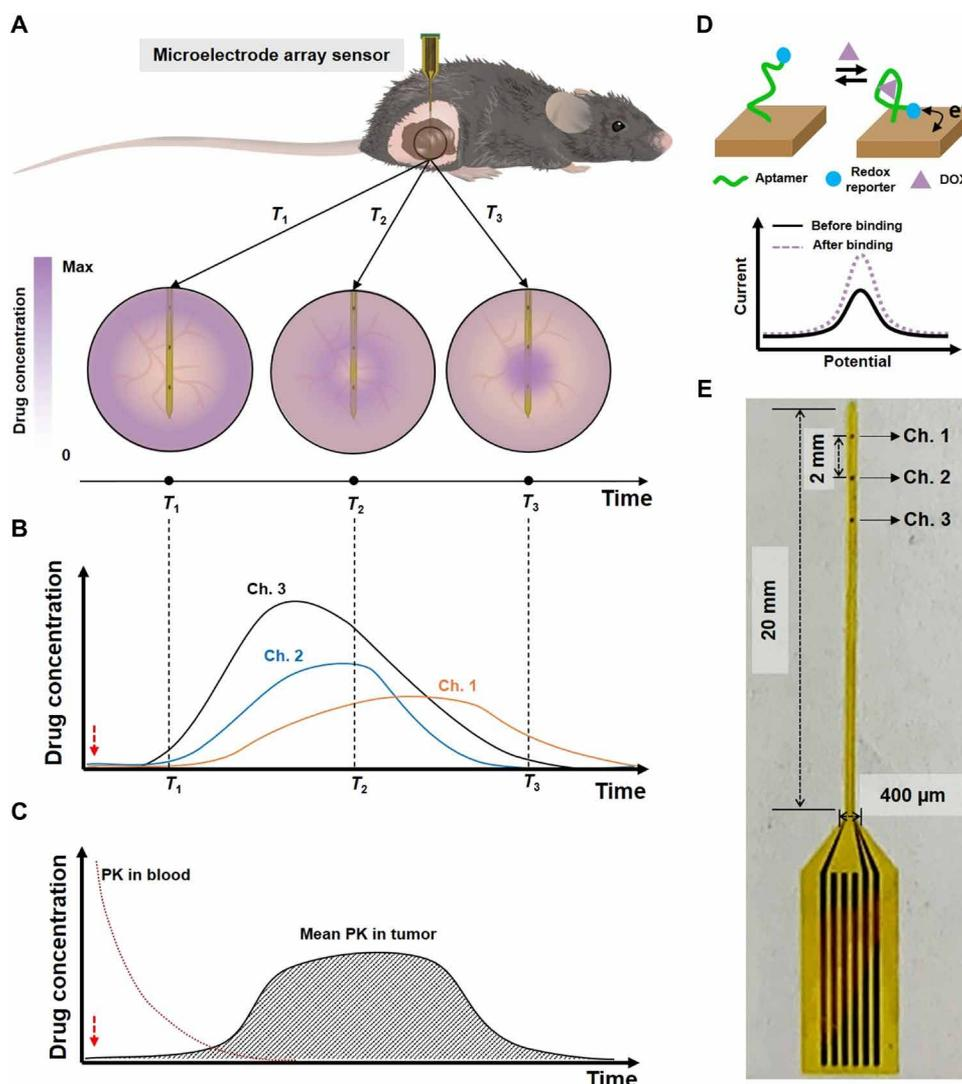 A
Microelectrode array sensor
T1
T2
T3
Drug concentration
Max
0
T1
T2
T3
Time
B
Drug concentration
Ch. 3
Ch. 2
Ch. 1
T1
T2
T3
Time
C
Drug concentration
PK in blood
Mean PK in tumor
Time
D
e
Aptamer
Redox
reporter
DOX
Before binding
After binding
Current
Potential
E
Ch. 1
2 mm
Ch. 2
Ch. 3
20 mm
400 µm